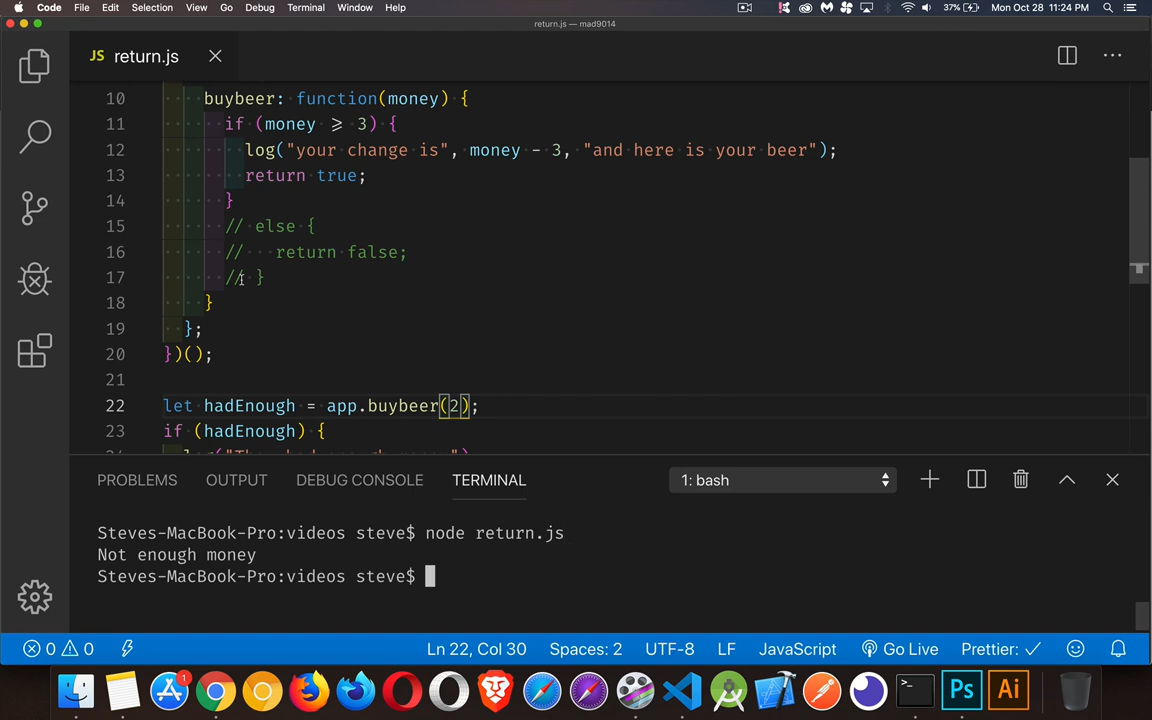 Code File Edit Selection View Go Debug Terminal Window Help 37% Mon Oct 28 11:24 PM
return.js — mad9014
JS return.js
10 buybeer: function(money) {
11 if (money ⩾ 3) {
12 log("your change is", money - 3, "and here is your beer");
13 return true;
14 }
15 // else {
16 // return false;
17 // }
18 }
19 };
20 })();
21
22 let hadEnough = app.buybeer(2);
23 if (hadEnough) {
PROBLEMS OUTPUT DEBUG CONSOLE TERMINAL 1: bash
Steves-MacBook-Pro:videos steve$ node return.js
Not enough money
Steves-MacBook-Pro:videos steve$
0 0 Ln 22, Col 30 Spaces: 2 UTF-8 LF JavaScript Go Live Prettier: ✓
1 >_ Ps Ai